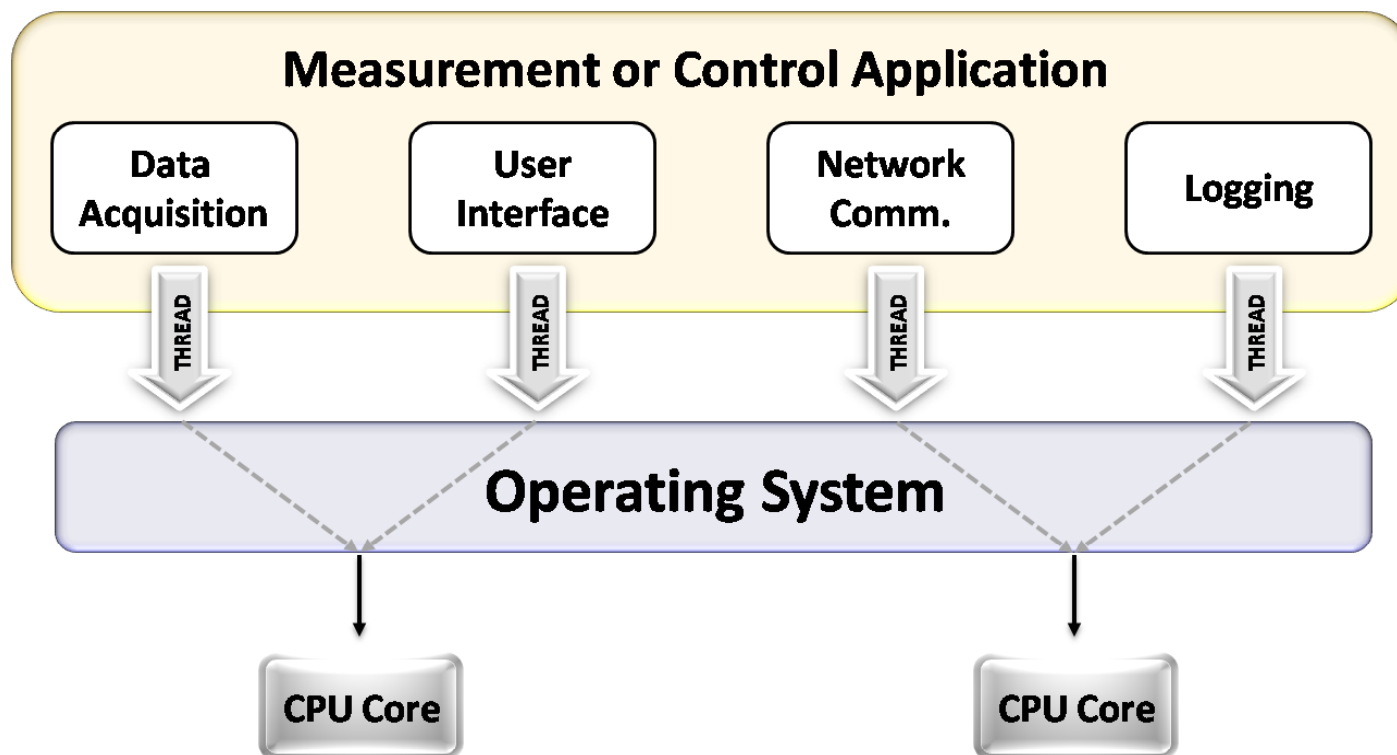 Measurement or Control Application
Data
Acquisition
User
Interface
Network
Comm.
Logging
THREAD
THREAD
THREAD
THREAD
Operating System
CPU Core
CPU Core